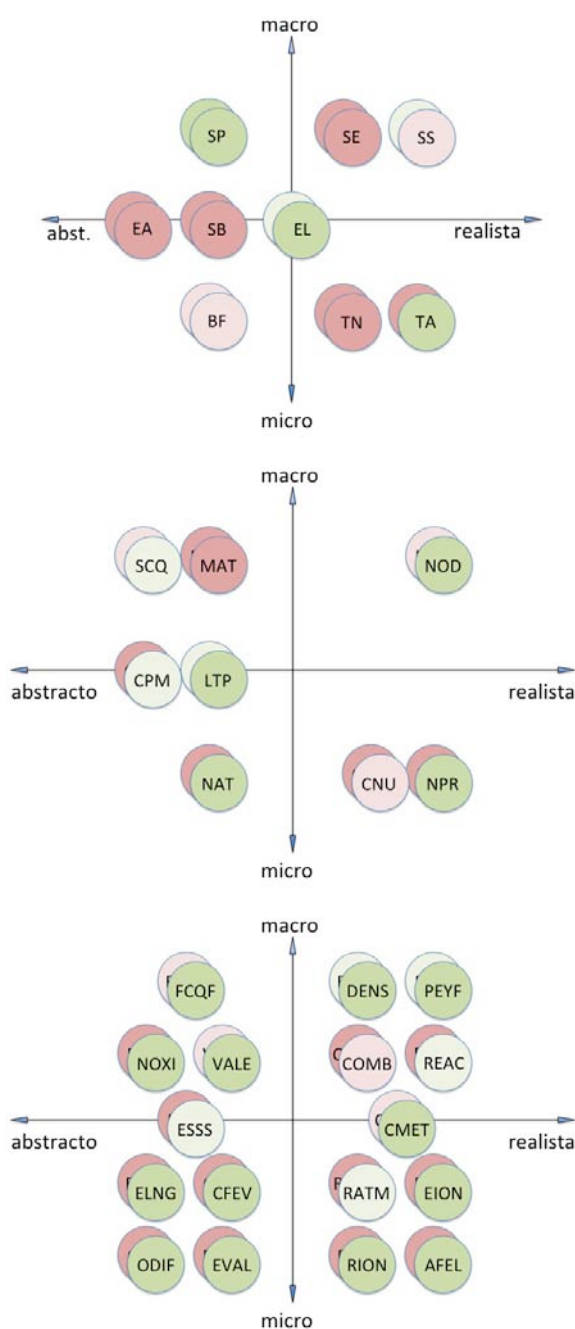 macro
SP SE SS
EA SB EL
abst. realista
BF TN TA
micro
macro
SCQ MAT NOD
CPM LTP
abstracto realista
NAT CNU NPR
micro
macro
FCQF DENS PEYF
NOXI VALE COMB REAC
ESSS CMET
abstracto realista
ELNG CFEV RATM EION
ODIF EVAL RION AFEL
micro